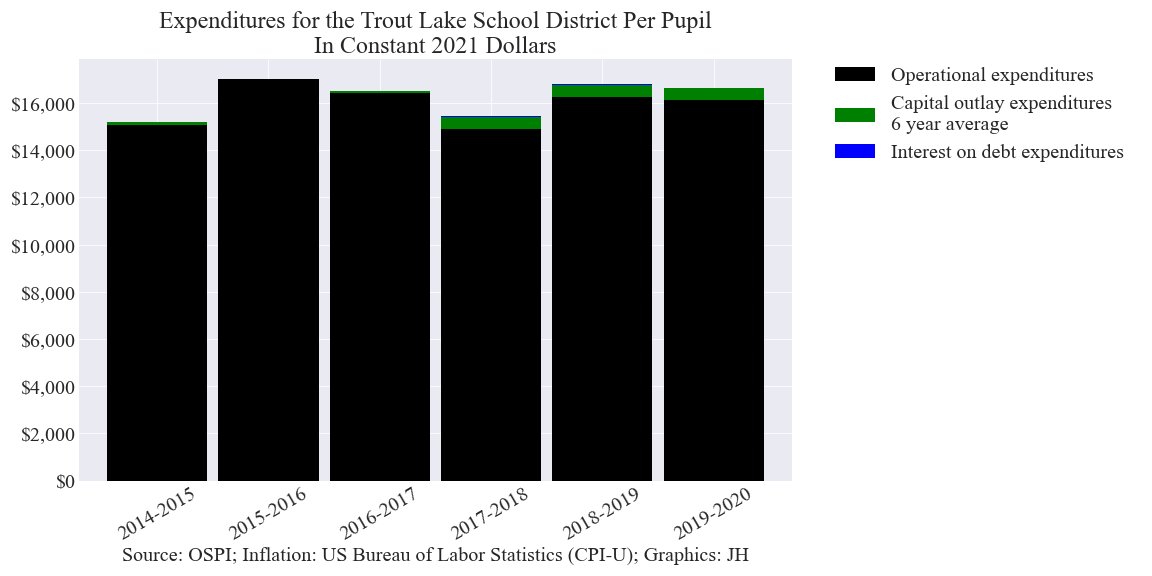 Expenditures for the Trout Lake School District Per Pupil
In Constant 2021 Dollars
Operational expenditures
Capital outlay expenditures
6 year average
Interest on debt expenditures
$16,000
$14,000
$12,000
$10,000
$8,000
$6,000
$4,000
$2,000
$0
2014-2015
2015-2016
2016-2017
2017-2018
2018-2019
2019-2020
Source: OSPI; Inflation: US Bureau of Labor Statistics (CPI-U); Graphics: JH